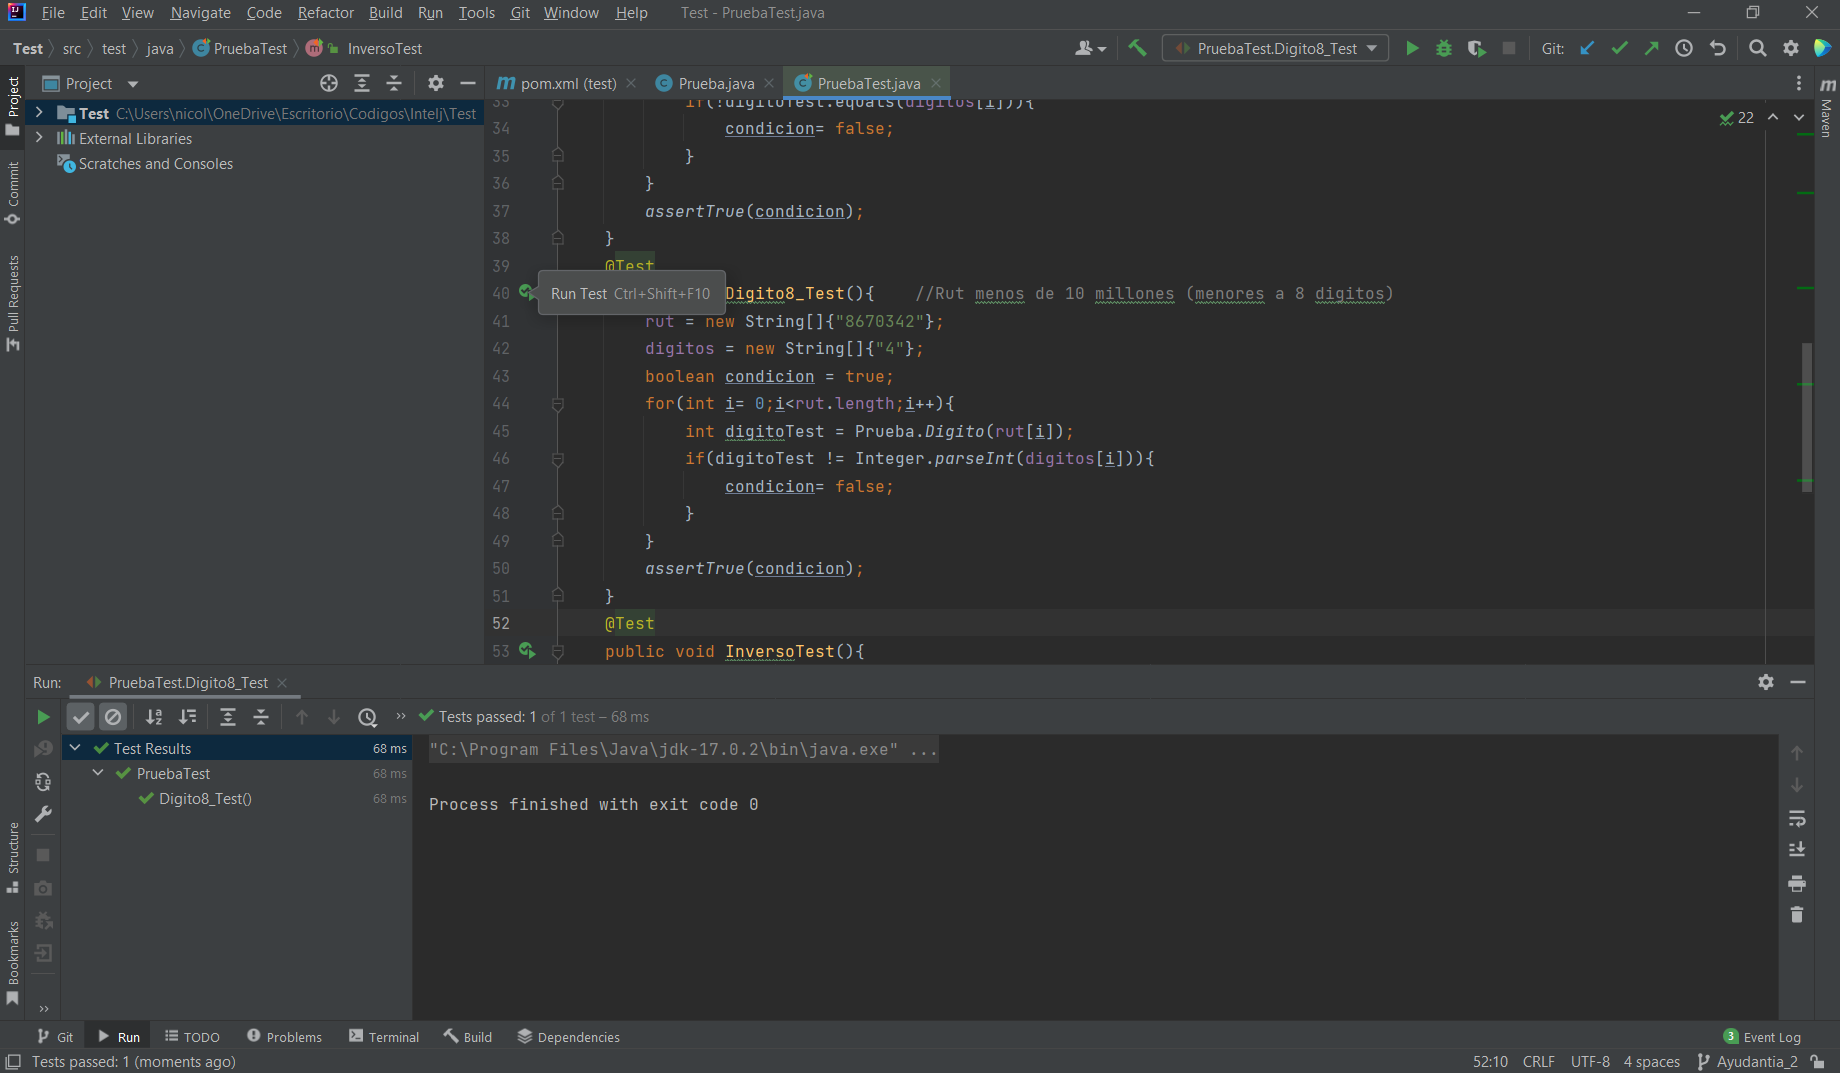 File Edit View Navigate Code Refactor Build Run Tools Git Window Help Test - PruebaTest.java
Test src test java PruebaTest InversoTest PruebaTest.Digito8_Test Git:
Project
pom.xml (test) Prueba.java PruebaTest.java
Test C:\Users\nicol\OneDrive\Escritorio\Codigos\Intelj\Test
External Libraries
Scratches and Consoles
Project
Commit
Pull Requests
Structure
Bookmarks
Maven
22
33 if(!digitoTest.equals(digitos[i])){
34 condicion= false;
35 }
36 }
37 assertTrue(condicion);
38 }
39 @Test
40 Digito8_Test(){ //Rut menos de 10 millones (menores a 8 digitos)
Run Test Ctrl+Shift+F10
41 rut = new String[]{"8670342"};
42 digitos = new String[]{"4"};
43 boolean condicion = true;
44 for(int i= 0;i<rut.length;i++){
45 int digitoTest = Prueba.Digito(rut[i]);
46 if(digitoTest != Integer.parseInt(digitos[i])){
47 condicion= false;
48 }
49 }
50 assertTrue(condicion);
51 }
52 @Test
53 public void InversoTest(){
Run: PruebaTest.Digito8_Test
Tests passed: 1 of 1 test – 68 ms
Test Results 68 ms
PruebaTest 68 ms
Digito8_Test() 68 ms
"C:\Program Files\Java\jdk-17.0.2\bin\java.exe" ...
Process finished with exit code 0
Git Run TODO Problems Terminal Build Dependencies 3 Event Log
Tests passed: 1 (moments ago) 52:10 CRLF UTF-8 4 spaces Ayudantia_2